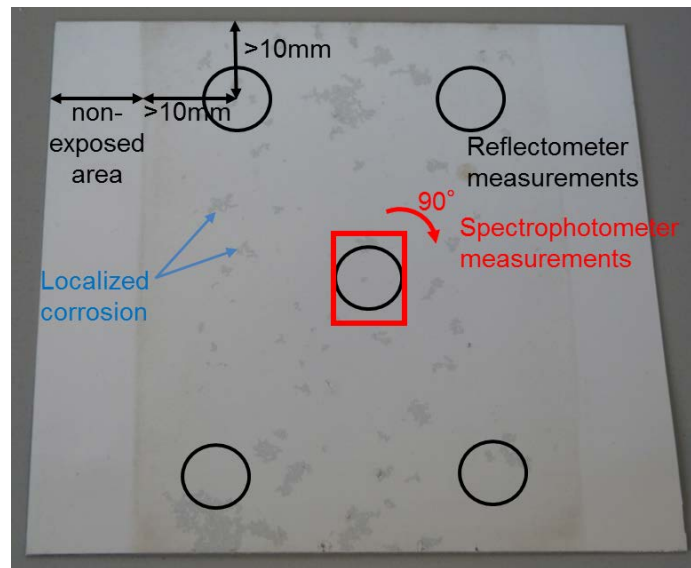 >10mm
non-
exposed
area
>10mm
Reflectometer
measurements
90°
Spectrophotometer
measurements
Localized
corrosion